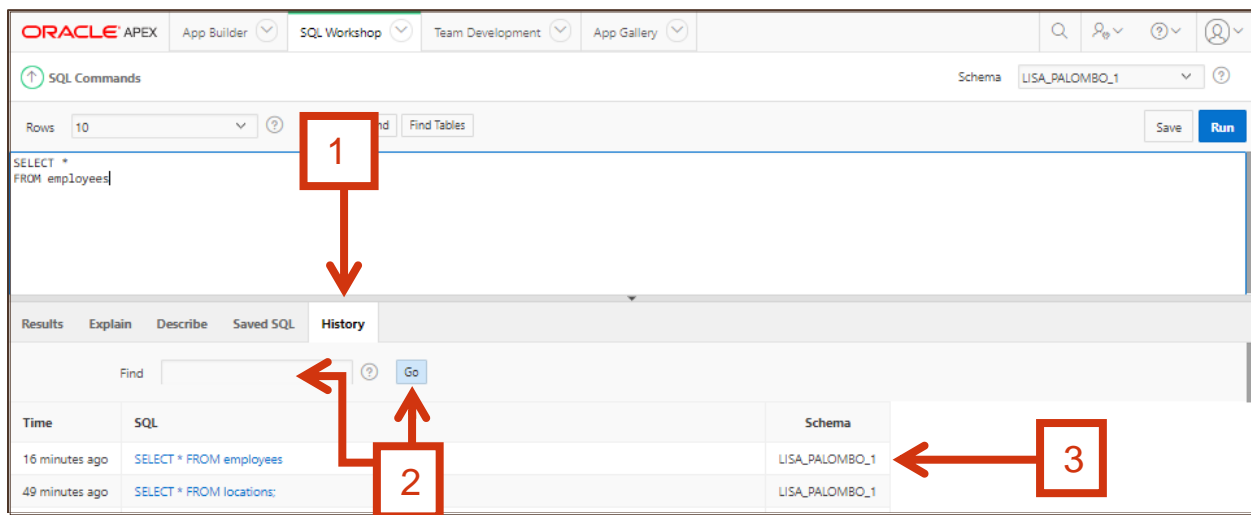 ORACLE APEX App Builder SQL Workshop Team Development App Gallery
SQL Commands Schema LISA_PALOMBO_1
Rows 10 Find Tables Save Run
1
SELECT *
FROM employees
Results Explain Describe Saved SQL History
Find Go
Time SQL Schema
16 minutes ago SELECT * FROM employees LISA_PALOMBO_1
3
49 minutes ago SELECT * FROM locations; LISA_PALOMBO_1
2